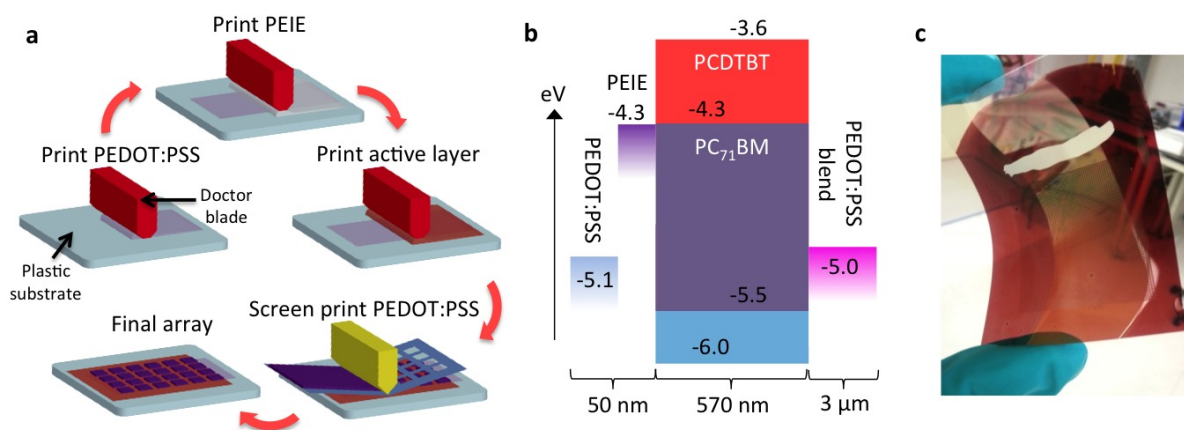 a
Print PEIE
Print PEDOT:PSS
Doctor
blade
Plastic
substrate
Print active layer
Screen print PEDOT:PSS
Final array
b
eV
PEDOT:PSS
-5.1
PEIE
-4.3
-3.6
PCDTBT
-4.3
PC₇₁BM
-5.5
-6.0
PEDOT:PSS
blend
-5.0
50 nm
570 nm
3 μm
c